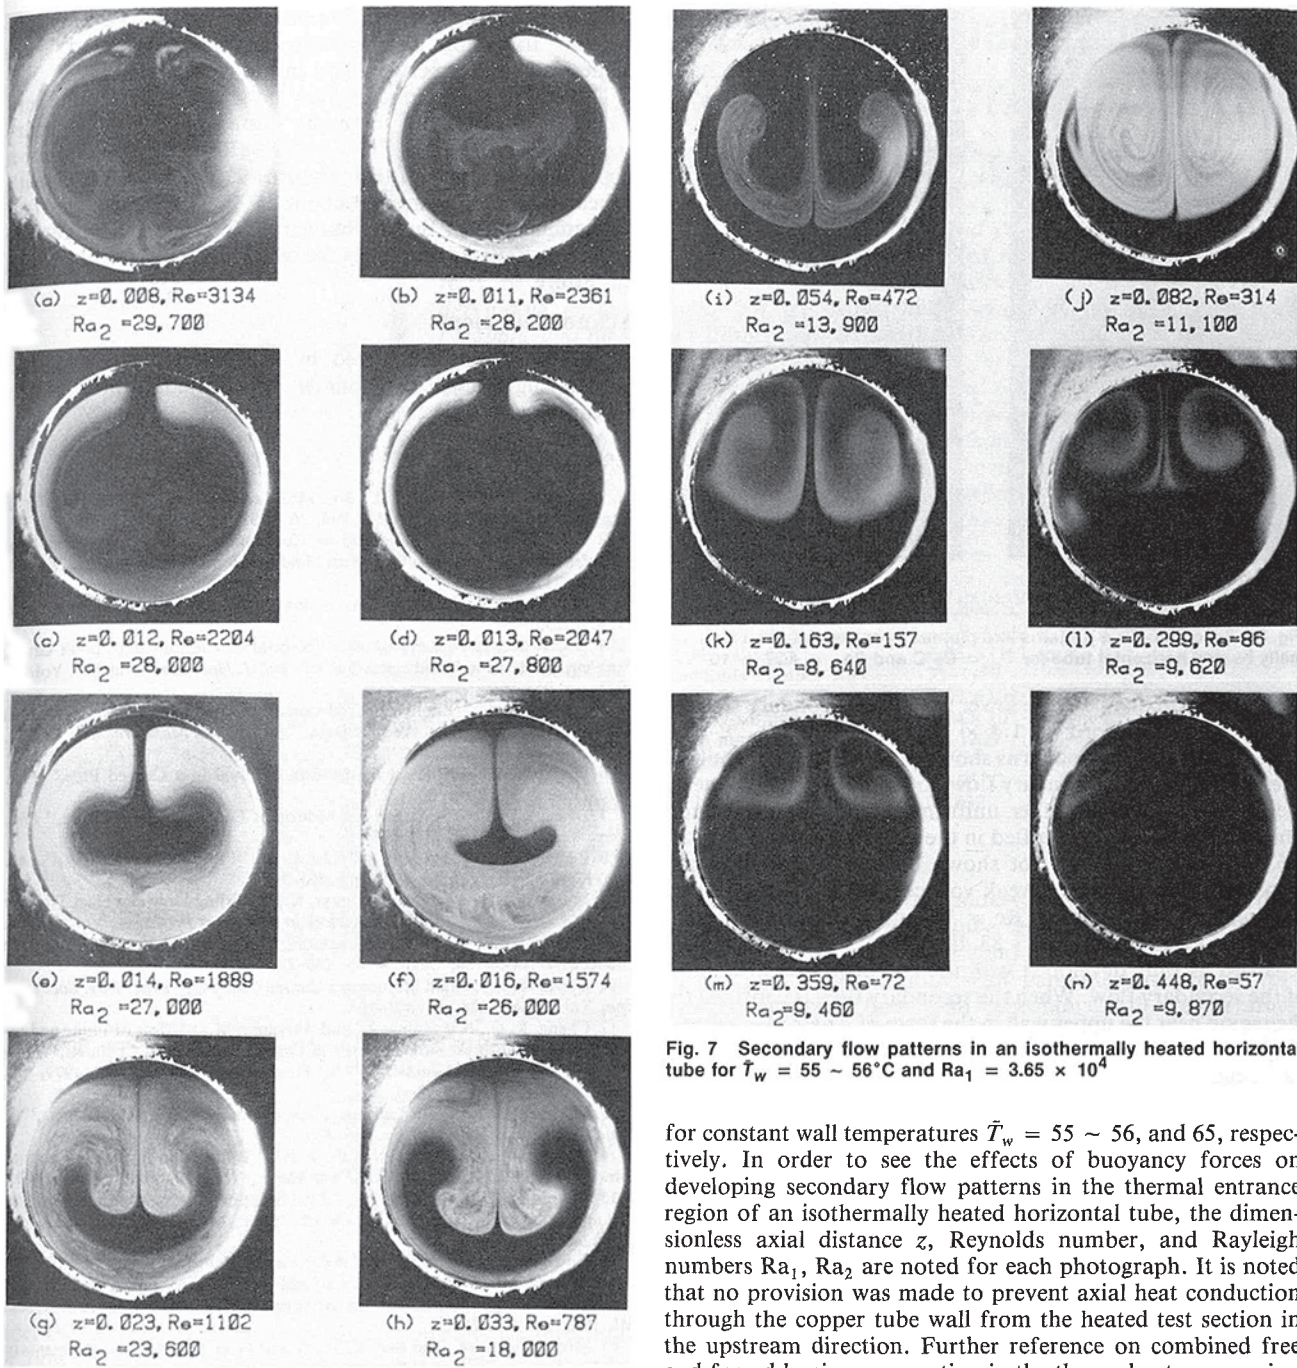 (a) z=0.008, Re=3134
Ra2 =29,700
(b) z=0.011, Re=2361
Ra2 =28,200
(c) z=0.012, Re=2204
Ra2 =28,000
(d) z=0.013, Re=2047
Ra2 =27,800
(e) z=0.014, Re=1889
Ra2 =27,000
(f) z=0.016, Re=1574
Ra2 =26,000
(g) z=0.023, Re=1102
Ra2 =23,600
(h) z=0.033, Re=787
Ra2 =18,000
(i) z=0.054, Re=472
Ra2 =13,900
(j) z=0.082, Re=314
Ra2 =11,100
(k) z=0.163, Re=157
Ra2 =8,640
(l) z=0.299, Re=86
Ra2 =9,620
(m) z=0.359, Re=72
Ra2=9,460
(n) z=0.448, Re=57
Ra2 =9,870
Fig. 7 Secondary flow patterns in an isothermally heated horizonta
tube for T̄w = 55 ~ 56°C and Ra1 = 3.65 × 10^4
for constant wall temperatures T̄w = 55 ~ 56, and 65, respec-
tively. In order to see the effects of buoyancy forces on
developing secondary flow patterns in the thermal entrance
region of an isothermally heated horizontal tube, the dimen-
sionless axial distance z, Reynolds number, and Rayleigh
numbers Ra1, Ra2 are noted for each photograph. It is noted
that no provision was made to prevent axial heat conduction
through the copper tube wall from the heated test section in
the upstream direction. Further reference on combined free